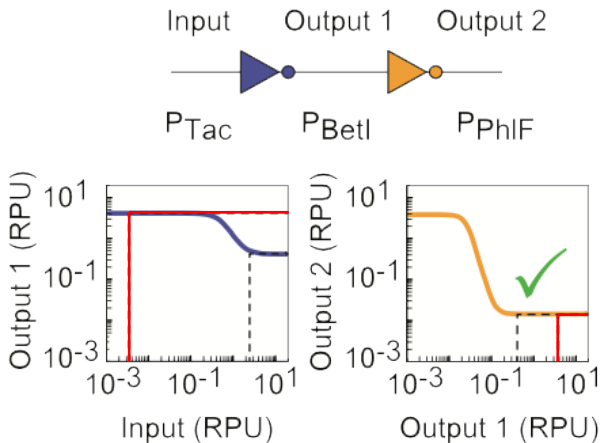 Input Output 1 Output 2
PTac PBetI PPhlF
Output 1 (RPU)
10¹
10⁻¹
10⁻³
10⁻³ 10⁻¹ 10¹
Input (RPU)
Output 2 (RPU)
10¹
10⁻¹
10⁻³
10⁻³ 10⁻¹ 10¹
Output 1 (RPU)